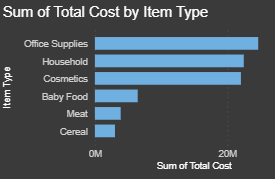 Sum of Total Cost by Item Type
Item Type
Office Supplies
Household
Cosmetics
Baby Food
Meat
Cereal
0M 20M
Sum of Total Cost